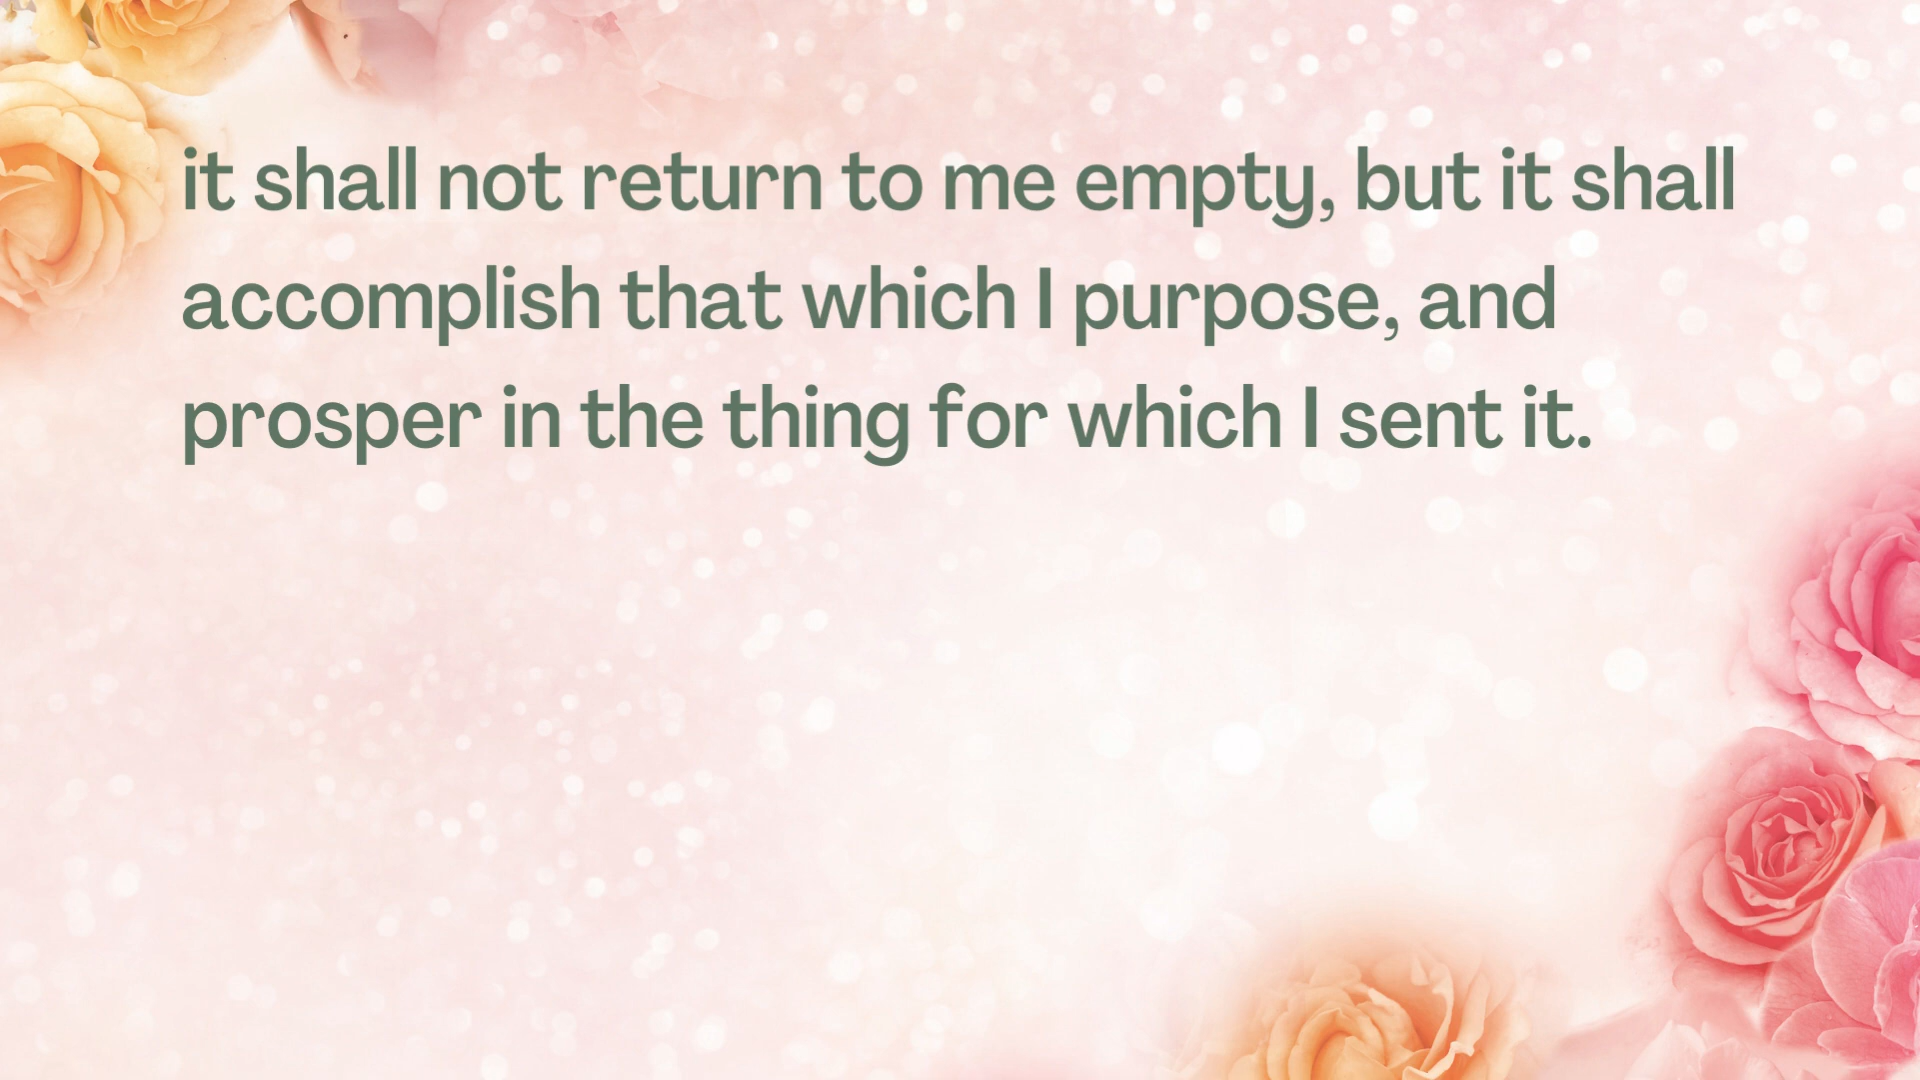 it shall not return to me empty, but it shall
accomplish that which I purpose, and
prosper in the thing for which I sent it.